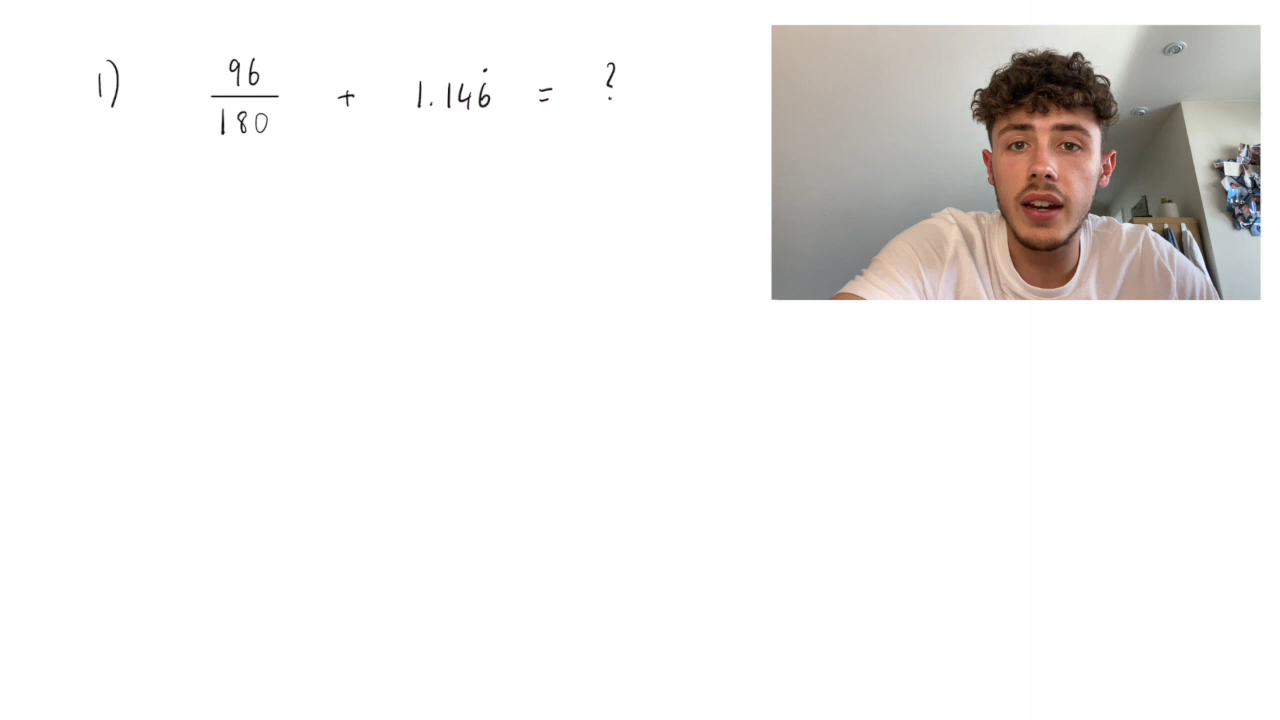 1) 96/180 + 1.146̇ = ?